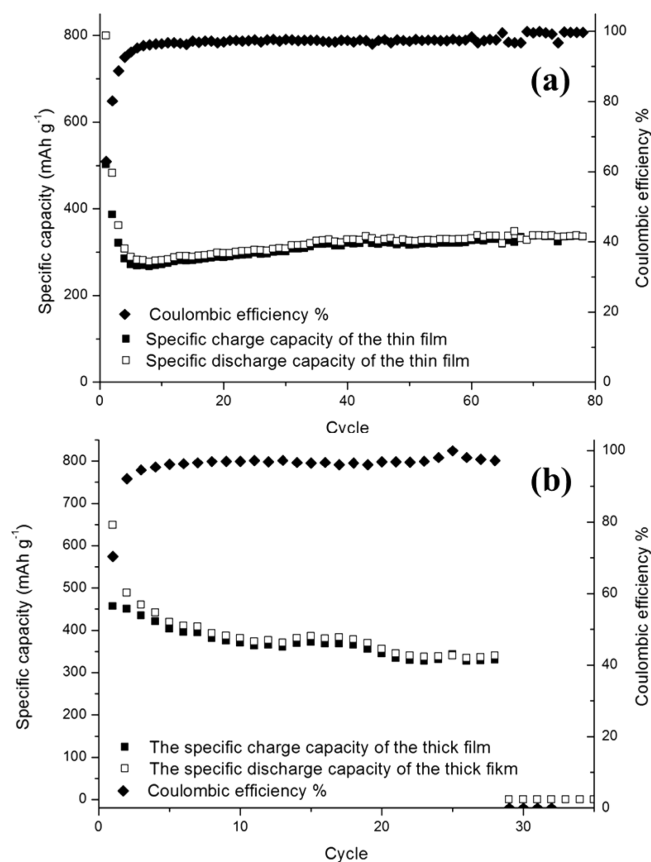 800
600
400
200
0
Specific capacity (mAh g⁻¹)
(a)
100
80
60
40
20
0
Coulombic efficiency %
Coulombic efficiency %
Specific charge capacity of the thin film
Specific discharge capacity of the thin film
0 20 40 60 80
Cycle
800
700
600
500
400
300
200
100
0
Specific capacity (mAh g⁻¹)
(b)
100
80
60
40
20
0
Coulombic efficiency %
The specific charge capacity of the thick film
The specific discharge capacity of the thick fikm
Coulombic efficiency %
0 10 20 30
Cycle